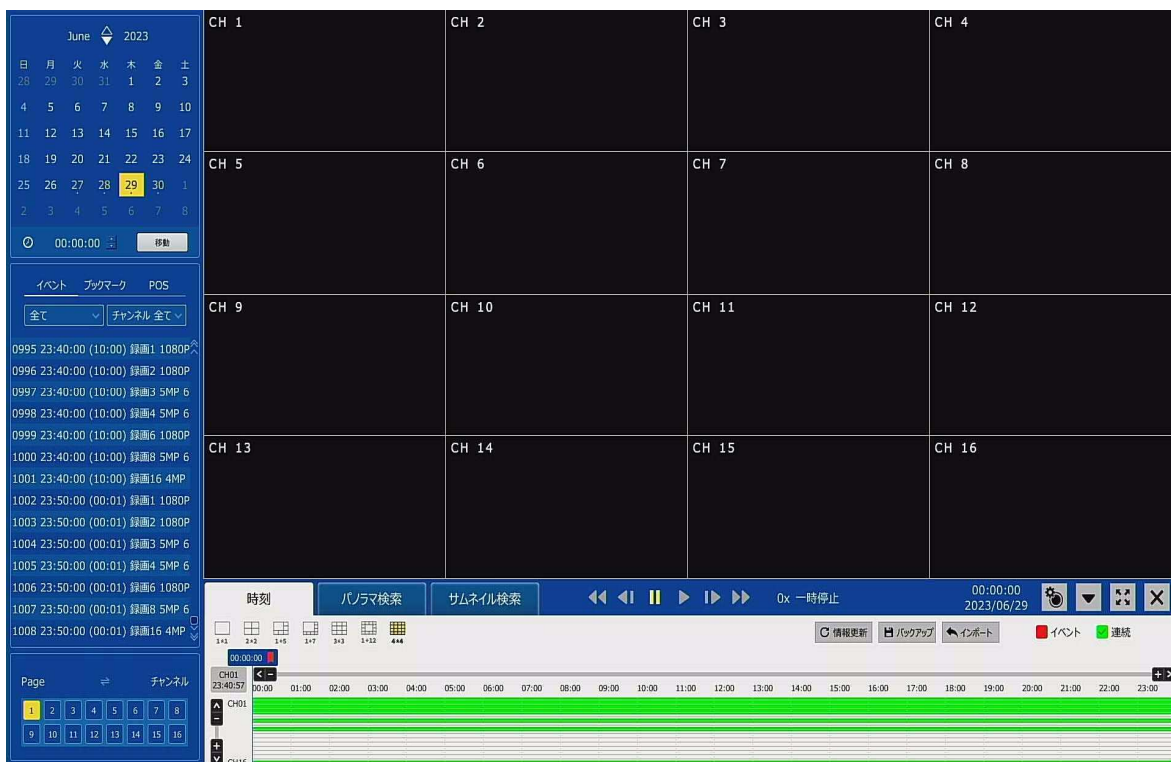 June 2023
日 月 火 水 木 金 土
28 29 30 31 1 2 3
4 5 6 7 8 9 10
11 12 13 14 15 16 17
18 19 20 21 22 23 24
25 26 27 28 29 30 1
2 3 4 5 6 7 8
00:00:00 移動
イベント ブックマーク POS
全て チャンネル 全て
0995 23:40:00 (10:00) 録画1 1080P
0996 23:40:00 (10:00) 録画2 1080P
0997 23:40:00 (10:00) 録画3 5MP 6
0998 23:40:00 (10:00) 録画4 5MP 6
0999 23:40:00 (10:00) 録画6 1080P
1000 23:40:00 (10:00) 録画8 5MP 6
1001 23:40:00 (10:00) 録画16 4MP
1002 23:50:00 (00:01) 録画1 1080P
1003 23:50:00 (00:01) 録画2 1080P
1004 23:50:00 (00:01) 録画3 5MP 6
1005 23:50:00 (00:01) 録画4 5MP 6
1006 23:50:00 (00:01) 録画6 1080P
1007 23:50:00 (00:01) 録画8 5MP 6
1008 23:50:00 (00:01) 録画16 4MP
Page ⇌ チャンネル
1 2 3 4 5 6 7 8
9 10 11 12 13 14 15 16
CH 1 CH 2 CH 3 CH 4
CH 5 CH 6 CH 7 CH 8
CH 9 CH 10 CH 11 CH 12
CH 13 CH 14 CH 15 CH 16
時刻 パノラマ検索 サムネイル検索 0x 一時停止 00:00:00
2023/06/29
1×1 2×2 1+5 1+7 3×3 1+12 4×4 情報更新 バックアップ インポート イベント 連続
00:00:00
CH01
23:40:57 00:00 01:00 02:00 03:00 04:00 05:00 06:00 07:00 08:00 09:00 10:00 11:00 12:00 13:00 14:00 15:00 16:00 17:00 18:00 19:00 20:00 21:00 22:00 23:00
CH01
CH16